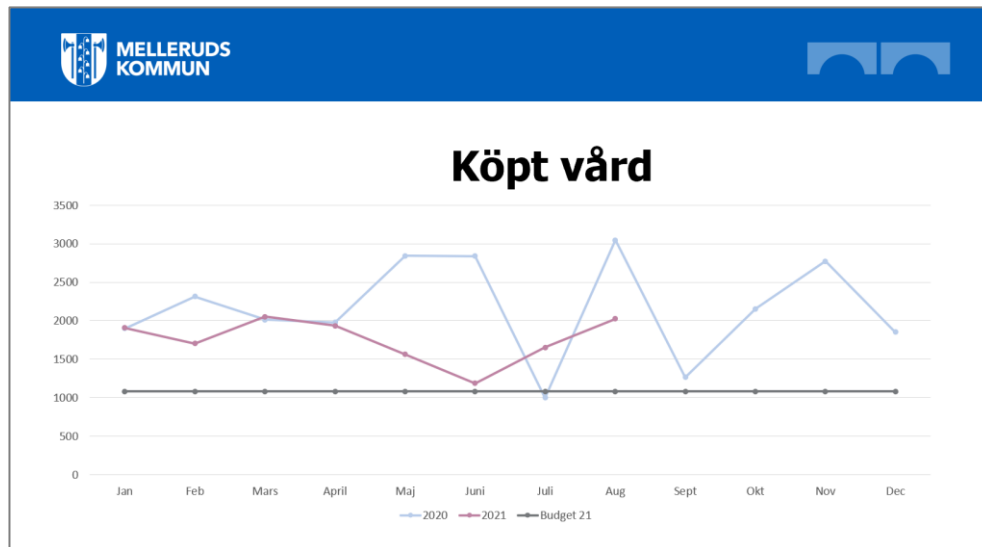 MELLERUDS
KOMMUN
Köpt vård
3500
3000
2500
2000
1500
1000
500
0
Jan Feb Mars April Maj Juni Juli Aug Sept Okt Nov Dec
2020 2021 Budget 21